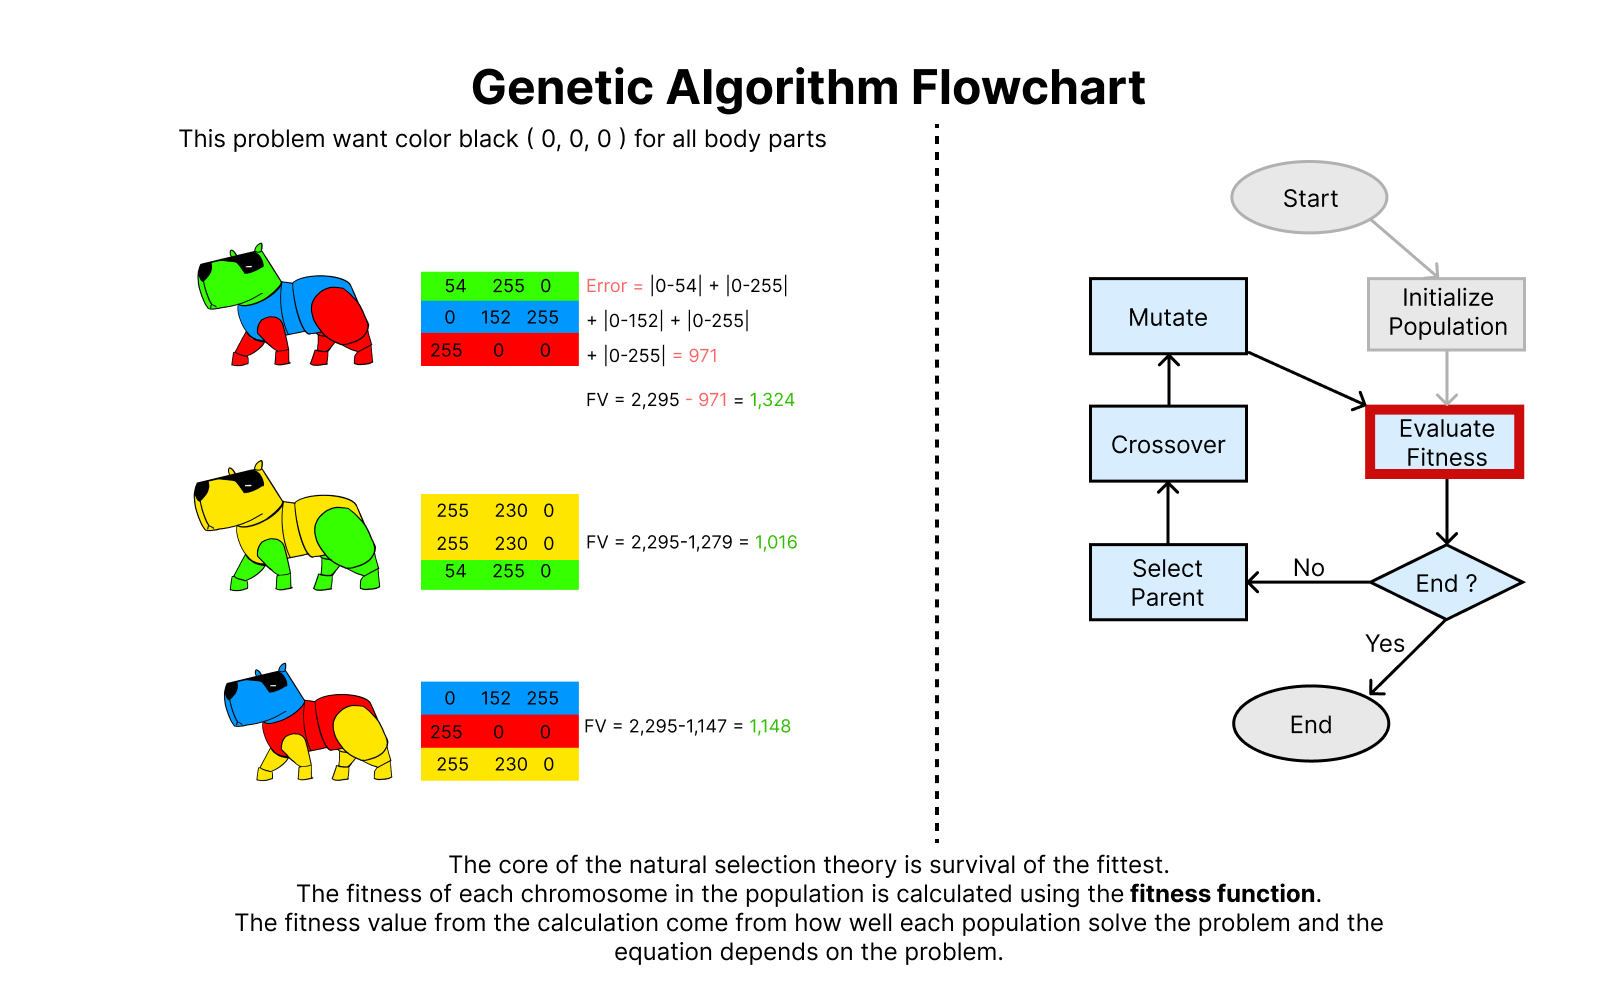 Genetic Algorithm Flowchart
This problem want color black ( 0, 0, 0 ) for all body parts
54 255 0
0 152 255
255 0 0
Error = |0-54| + |0-255|
+ |0-152| + |0-255|
+ |0-255| = 971
FV = 2,295 - 971 = 1,324
255 230 0
255 230 0
54 255 0
FV = 2,295-1,279 = 1,016
0 152 255
255 0 0
255 230 0
FV = 2,295-1,147 = 1,148
Start
Initialize
Population
Mutate
Crossover
Evaluate
Fitness
Select
Parent
No
End ?
Yes
End
The core of the natural selection theory is survival of the fittest.
The fitness of each chromosome in the population is calculated using the fitness function.
The fitness value from the calculation come from how well each population solve the problem and the
equation depends on the problem.